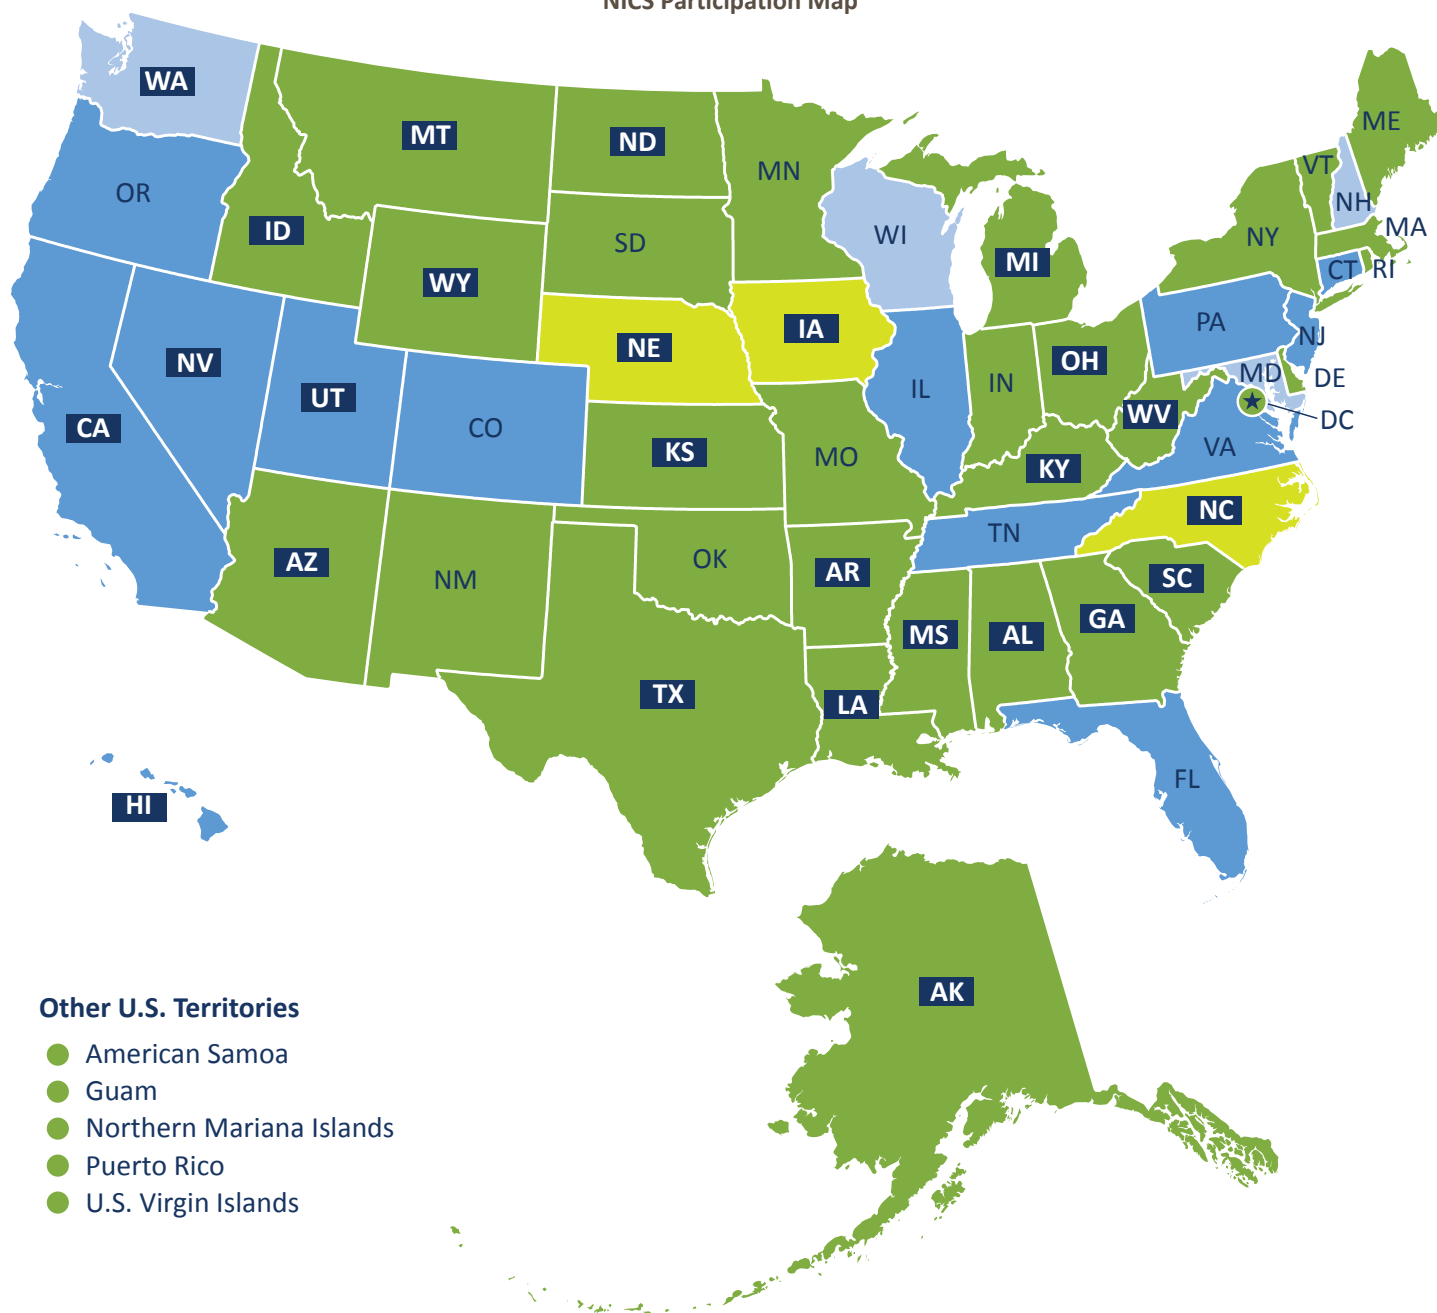 NICS Participation Map
WA
MT
ND
MN
ME
VT
NH
OR
ID
WY
SD
WI
MI
NY
MA
CT
RI
NV
UT
CO
NE
IA
IL
IN
OH
PA
NJ
MD
DE
DC
CA
KS
MO
KY
WV
VA
AZ
NM
OK
AR
TN
NC
SC
TX
LA
MS
AL
GA
FL
HI
AK
Other U.S. Territories
American Samoa
Guam
Northern Mariana Islands
Puerto Rico
U.S. Virgin Islands